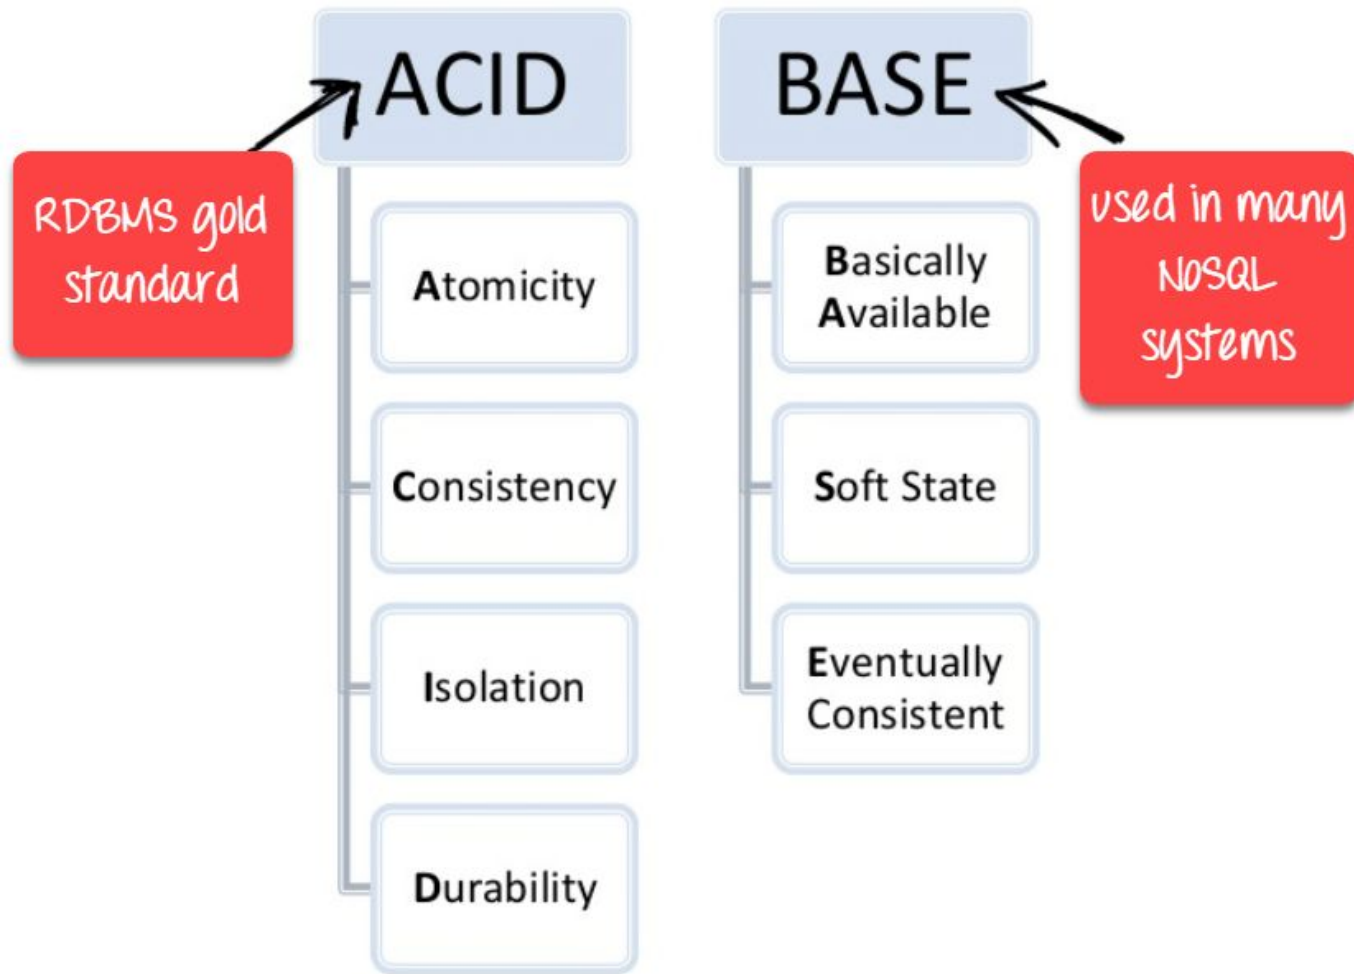 ACID
BASE
RDBMS gold
standard
used in many
NoSQL
systems
Atomicity
Consistency
Isolation
Durability
Basically
Available
Soft State
Eventually
Consistent